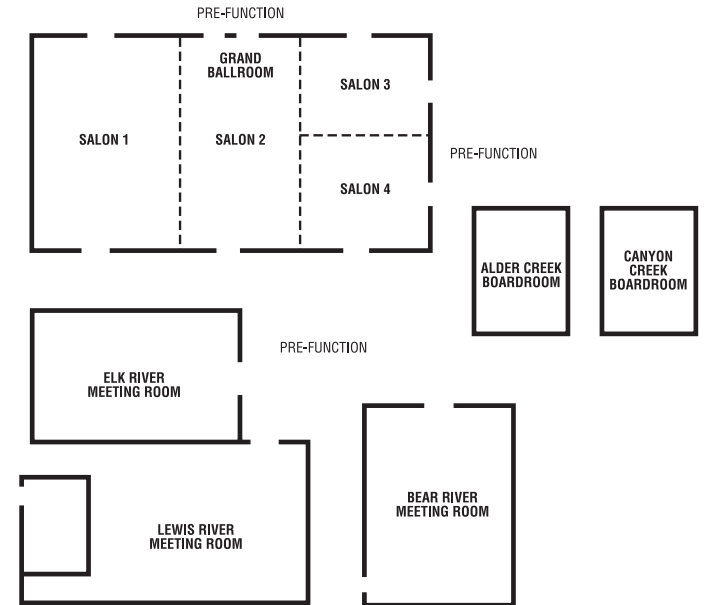 PRE-FUNCTION
GRAND
BALLROOM
SALON 3
SALON 1
SALON 2
PRE-FUNCTION
SALON 4
ALDER CREEK
BOARDROOM
CANYON
CREEK
BOARDROOM
PRE-FUNCTION
ELK RIVER
MEETING ROOM
BEAR RIVER
MEETING ROOM
LEWIS RIVER
MEETING ROOM